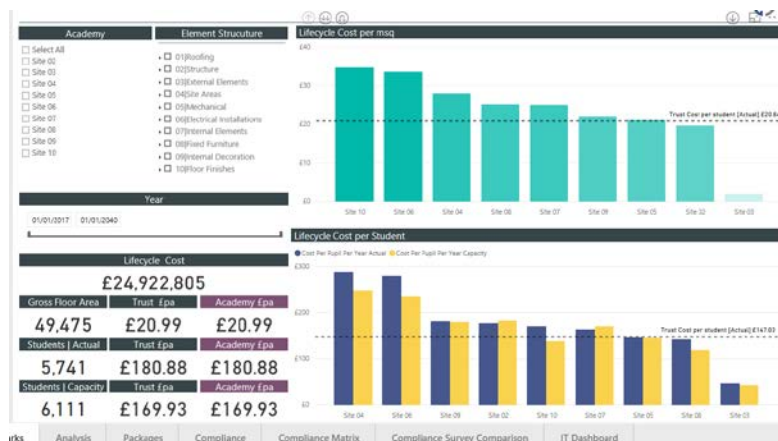 Academy
Select All
Site 02
Site 03
Site 04
Site 05
Site 06
Site 07
Site 08
Site 09
Site 10
Element Strucuture
01|Roofing
02|Structure
03|External Elements
04|Site Areas
05|Mechanical
06|Electrical Installations
07|Internal Elements
08|Fixed Furniture
09|Internal Decoration
10|Floor Finishes
Year
01/01/2017 01/01/2040
Lifecycle Cost
£24,922,805
Gross Floor Area Trust £pa Academy £pa
49,475 £20.99 £20.99
Students | Actual Trust £pa Academy £pa
5,741 £180.88 £180.88
Students | Capacity Trust £pa Academy £pa
6,111 £169.93 £169.93
Lifecycle Cost per msq
£40
£30
£20
£10
£0
Trust Cost per student [Actual] £20.8
Site 10 Site 06 Site 04 Site 08 Site 07 Site 09 Site 05 Site 02 Site 03
Lifecycle Cost per Student
Cost Per Pupil Per Year Actual Cost Per Pupil Per Year Capacity
£300
£200
£100
£0
Trust Cost per student [Actual] £147.03
Site 04 Site 06 Site 09 Site 02 Site 10 Site 07 Site 05 Site 08 Site 03
rks Analysis Packages Compliance Compliance Matrix Compliance Survey Comparison IT Dashboard